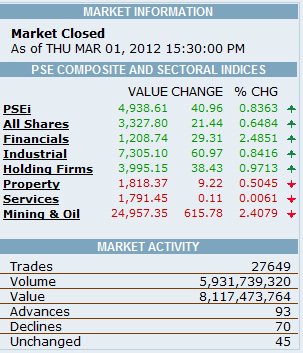 MARKET INFORMATION
Market Closed
As of THU MAR 01, 2012 15:30:00 PM
PSE COMPOSITE AND SECTORAL INDICES
VALUE CHANGE % CHG
PSEi 4,938.61 40.96 0.8363
All Shares 3,327.80 21.44 0.6484
Financials 1,208.74 29.31 2.4851
Industrial 7,305.10 60.97 0.8416
Holding Firms 3,995.15 38.43 0.9713
Property 1,818.37 9.22 0.5045
Services 1,791.45 0.11 0.0061
Mining & Oil 24,957.35 615.78 2.4079
MARKET ACTIVITY
Trades 27649
Volume 5,931,739,320
Value 8,117,473,764
Advances 93
Declines 70
Unchanged 45